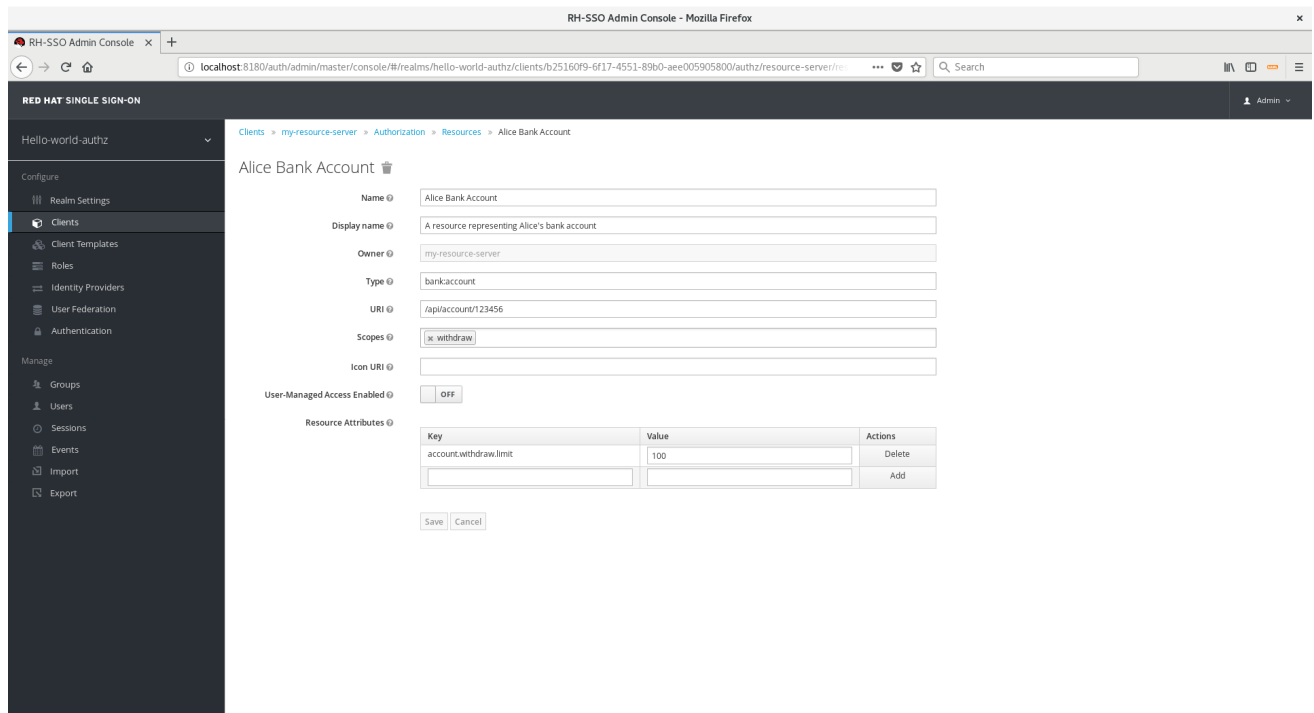 RH-SSO Admin Console - Mozilla Firefox
RH-SSO Admin Console
localhost:8180/auth/admin/master/console/#/realms/hello-world-authz/clients/b25160f9-6f17-4551-89b0-aee005905800/authz/resource-server/res
Search
RED HAT SINGLE SIGN-ON
Admin
Hello-world-authz
Clients » my-resource-server » Authorization » Resources » Alice Bank Account
Alice Bank Account
Configure
Realm Settings
Clients
Client Templates
Roles
Identity Providers
User Federation
Authentication
Manage
Groups
Users
Sessions
Events
Import
Export
Name Alice Bank Account
Display name A resource representing Alice's bank account
Owner my-resource-server
Type bank:account
URI /api/account/123456
Scopes withdraw
Icon URI
User-Managed Access Enabled OFF
Resource Attributes
Key Value Actions
account.withdraw.limit 100 Delete
Add
Save Cancel